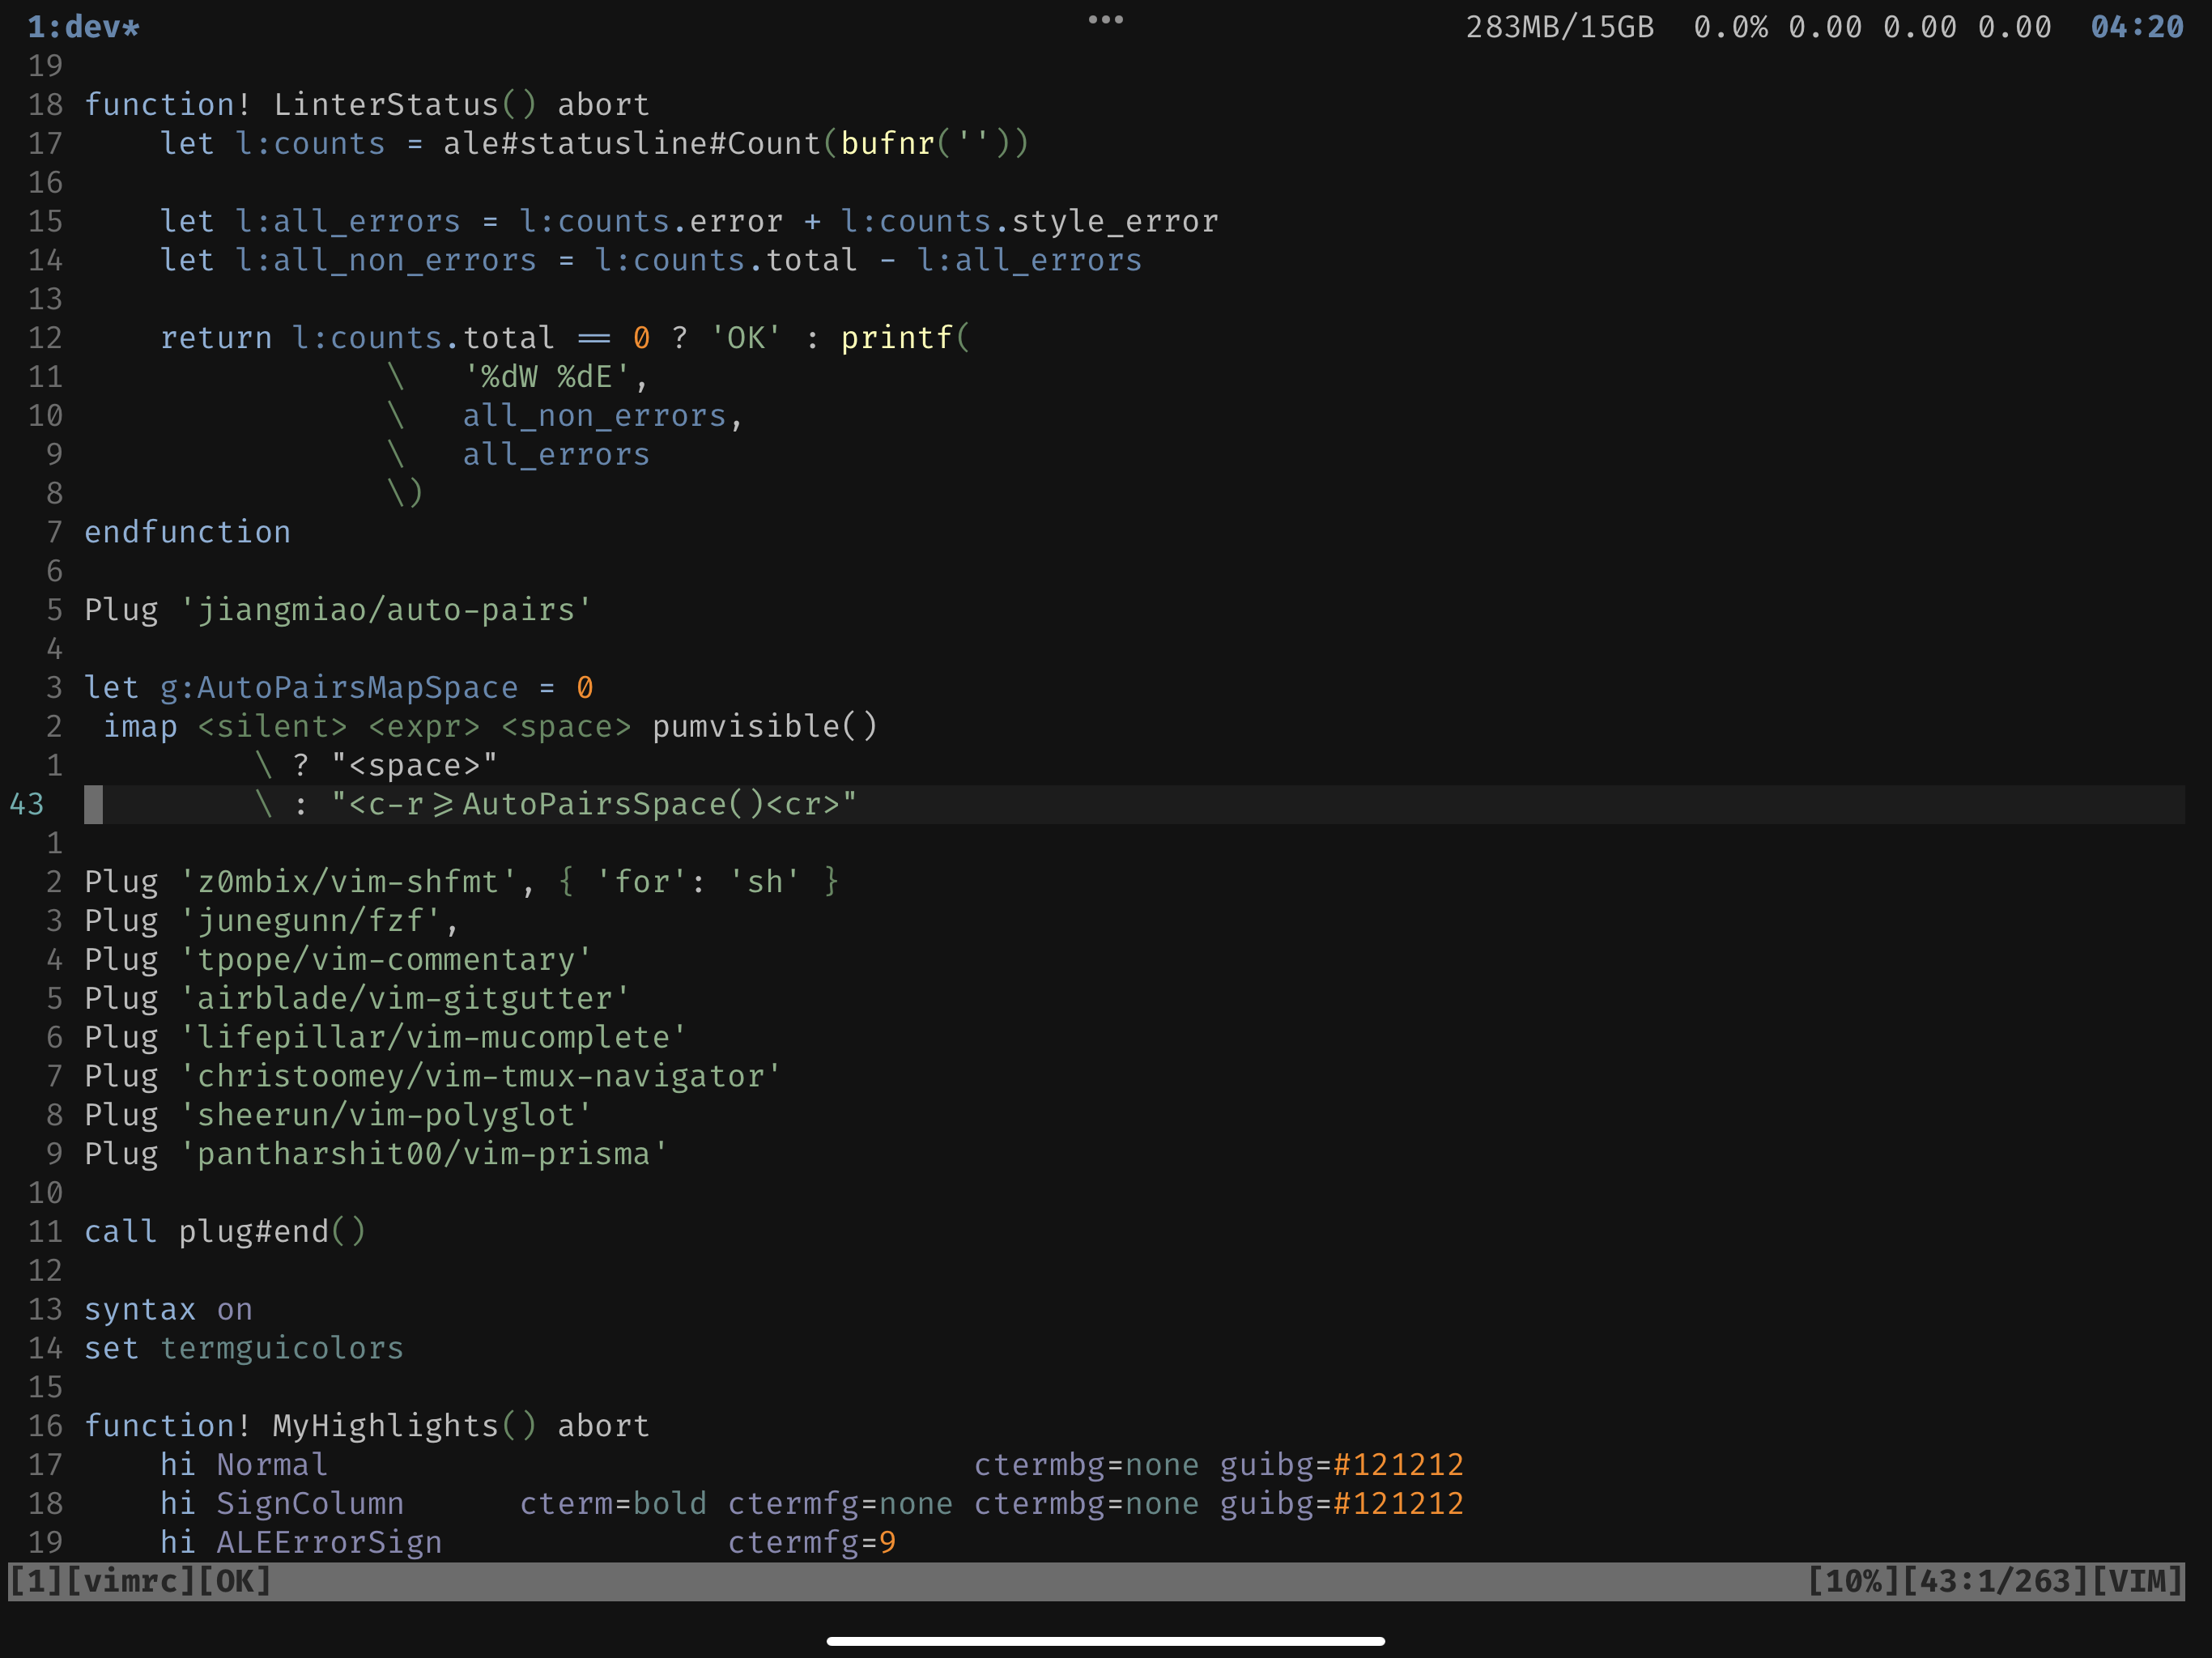 1:dev* ••• 283MB/15GB 0.0% 0.00 0.00 0.00 04:20
19
18 function! LinterStatus() abort
17     let l:counts = ale#statusline#Count(bufnr(''))
16
15     let l:all_errors = l:counts.error + l:counts.style_error
14     let l:all_non_errors = l:counts.total - l:all_errors
13
12     return l:counts.total == 0 ? 'OK' : printf(
11                 \   '%dW %dE',
10                 \   all_non_errors,
 9                 \   all_errors
 8                 \)
 7 endfunction
 6
 5 Plug 'jiangmiao/auto-pairs'
 4
 3 let g:AutoPairsMapSpace = 0
 2  imap <silent> <expr> <space> pumvisible()
 1          \ ? "<space>"
43          \ : "<c-r>=AutoPairsSpace()<cr>"
 1
 2 Plug 'z0mbix/vim-shfmt', { 'for': 'sh' }
 3 Plug 'junegunn/fzf',
 4 Plug 'tpope/vim-commentary'
 5 Plug 'airblade/vim-gitgutter'
 6 Plug 'lifepillar/vim-mucomplete'
 7 Plug 'christoomey/vim-tmux-navigator'
 8 Plug 'sheerun/vim-polyglot'
 9 Plug 'pantharshit00/vim-prisma'
10
11 call plug#end()
12
13 syntax on
14 set termguicolors
15
16 function! MyHighlights() abort
17     hi Normal                                  ctermbg=none guibg=#121212
18     hi SignColumn      cterm=bold ctermfg=none ctermbg=none guibg=#121212
19     hi ALEErrorSign               ctermfg=9
[1][vimrc][OK] [10%][43:1/263][VIM]